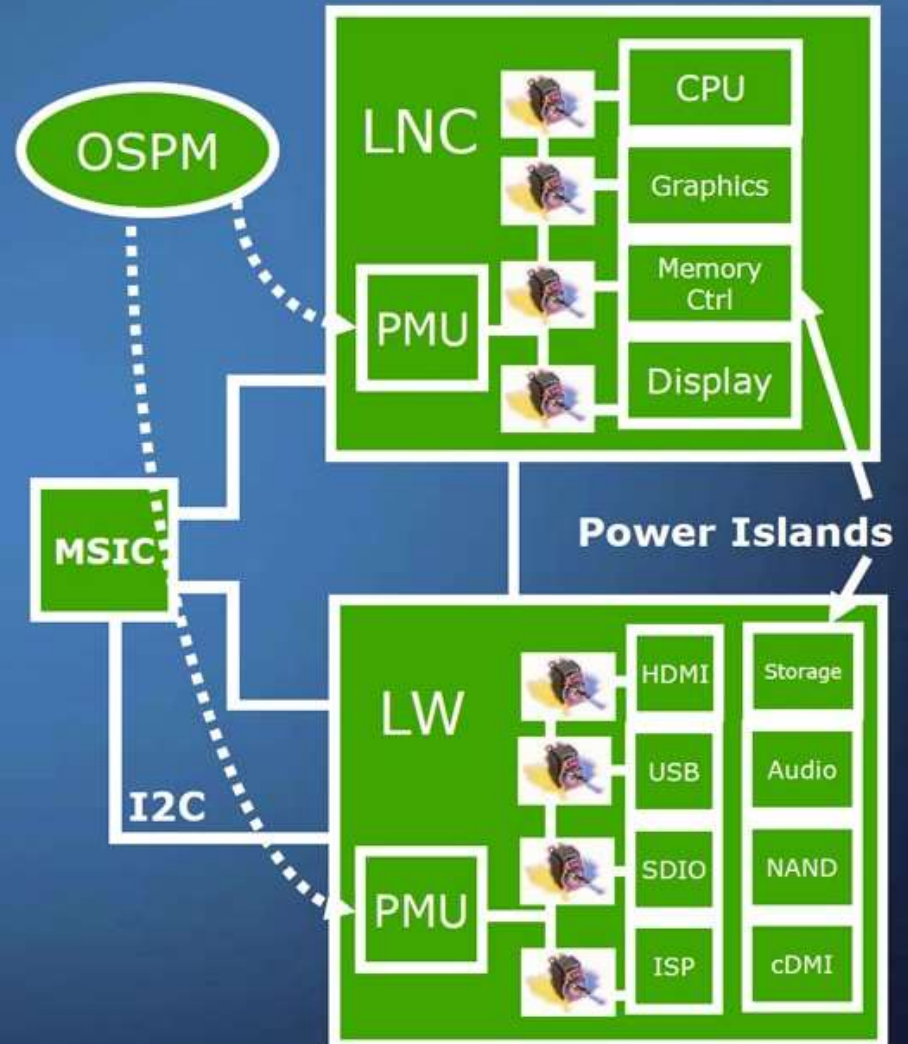 OSPM
LNC
CPU
Graphics
Memory
Ctrl
Display
PMU
MSIC
Power Islands
LW
HDMI
Storage
USB
Audio
I2C
SDIO
NAND
PMU
ISP
cDMI